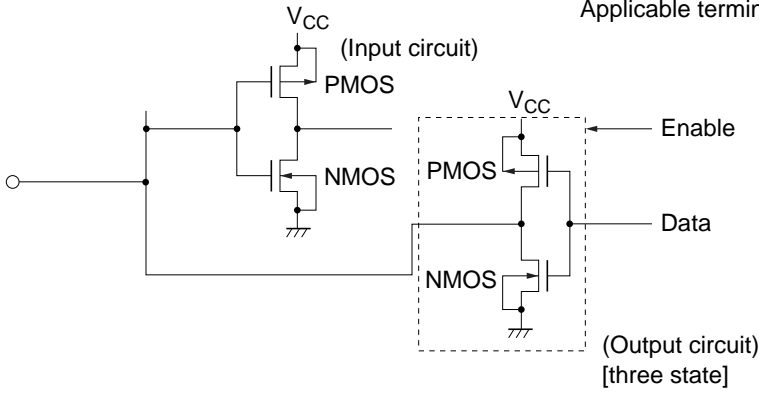 Applicable termin
VCC
(Input circuit)
PMOS
NMOS
VCC
Enable
PMOS
Data
NMOS
(Output circuit)
[three state]